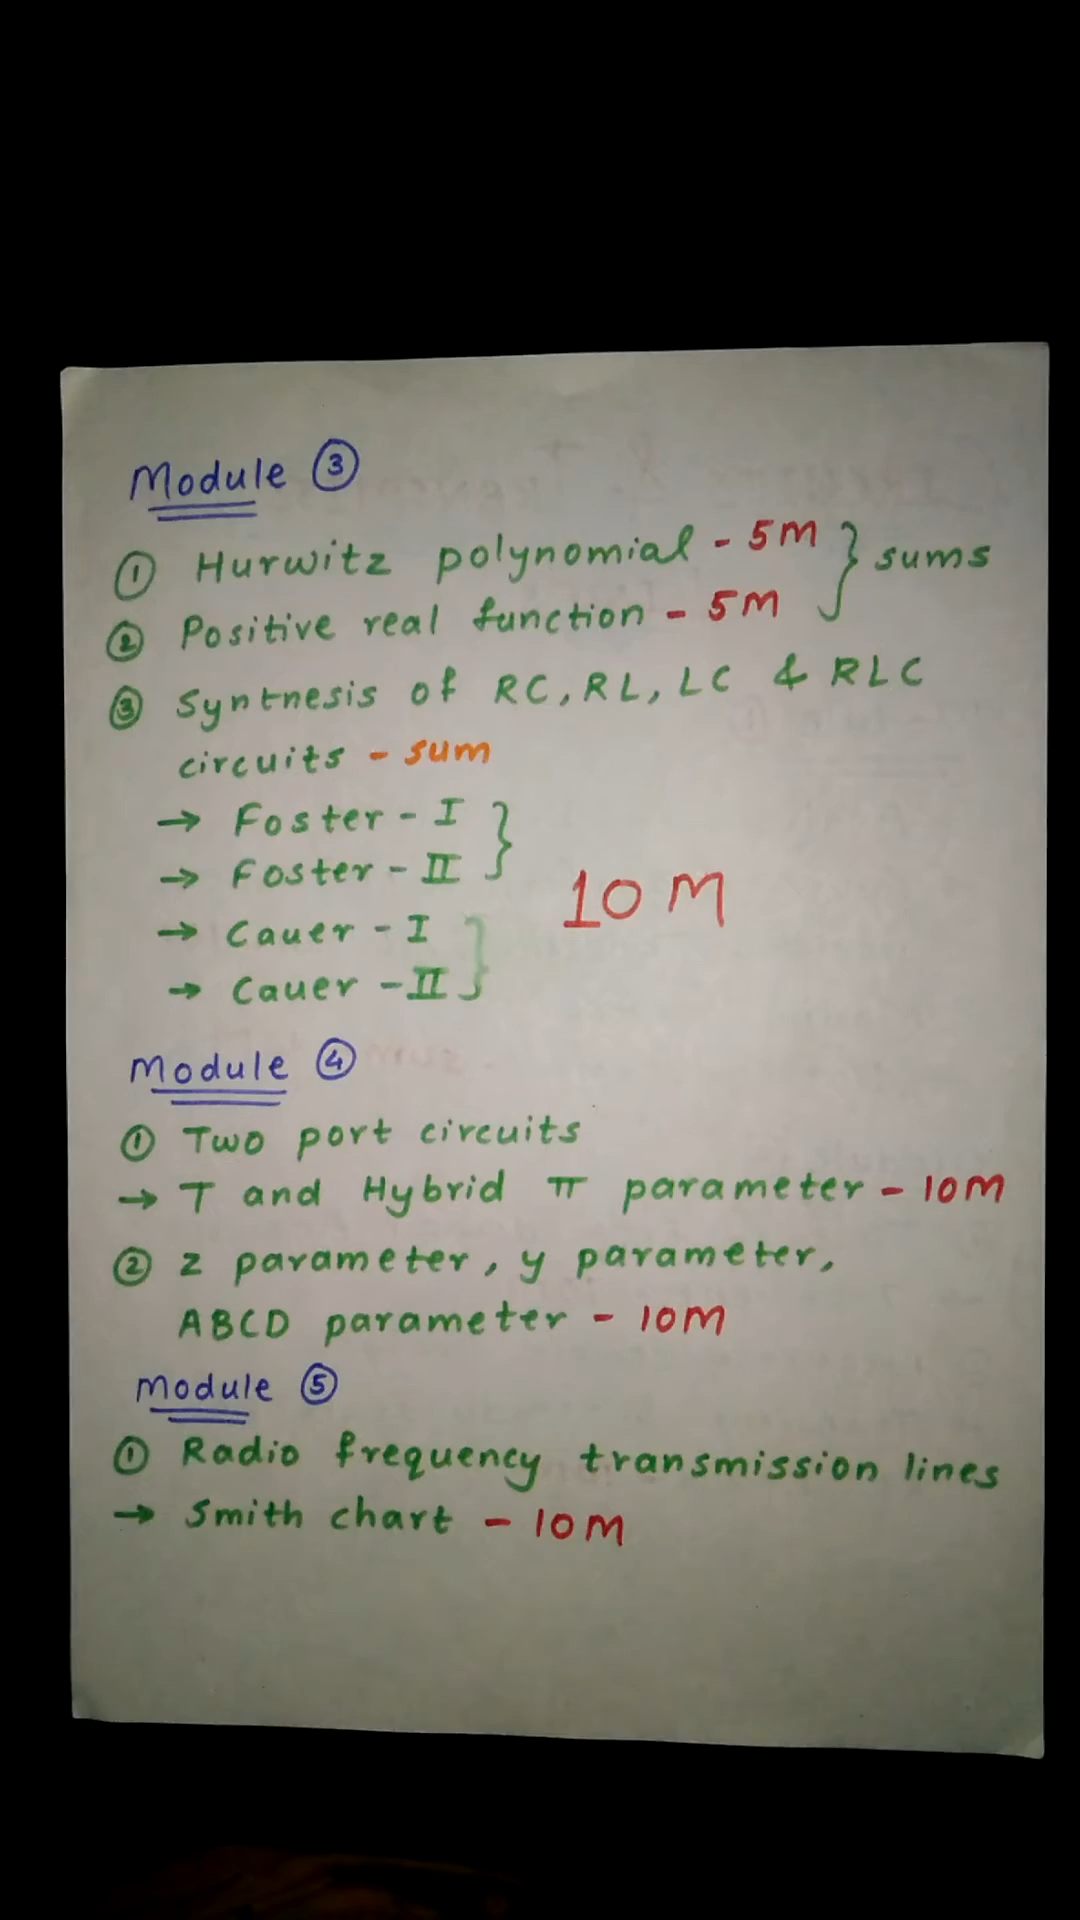 Module ③
① Hurwitz polynomial - 5M } sums
② Positive real function - 5M
③ Syntnesis of RC, RL, LC & RLC
circuits - sum
→ Foster - I }
→ Foster - II
10 M
→ Cauer - I }
→ Cauer - II
Module ④
① Two port circuits
→ T and Hybrid π parameter - 10M
② z parameter, y parameter,
ABCD parameter - 10M
Module ⑤
① Radio frequency transmission lines
→ Smith chart - 10M